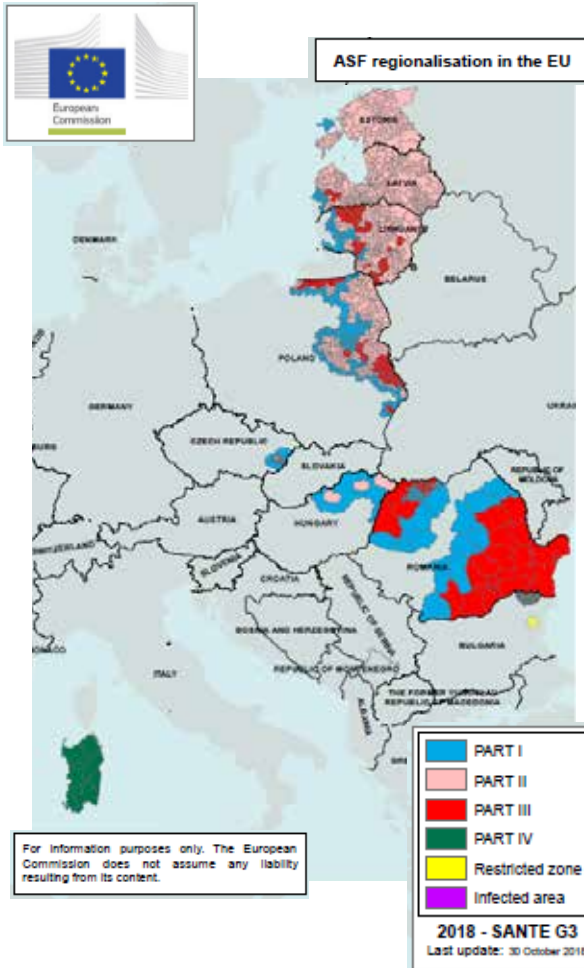 European
Commission
ASF regionalisation in the EU
ESTONIA
LATVIA
LITHUANIA
DENMARK
BELARUS
POLAND
GERMANY
UKRAI
CZECH REPUBLIC
SLOVAKIA
REPUBLIC OF
MOLDOVA
AUSTRIA
HUNGARY
SWITZERLAND
SLOVENIA
ROMANIA
CROATIA
REPUBLIC OF SERBIA
BOSNIA AND HERZEGOVINA
BULGARIA
ITALY
REPUBLIC OF MONTENEGRO
THE FORMER YUGOSLAV
REPUBLIC OF MACEDONIA
ALBANIA
PART I
PART II
PART III
PART IV
Restricted zone
Infected area
For information purposes only. The European
Commission does not assume any liability
resulting from its content.
2018 - SANTE G3
Last update: 30 October 2018